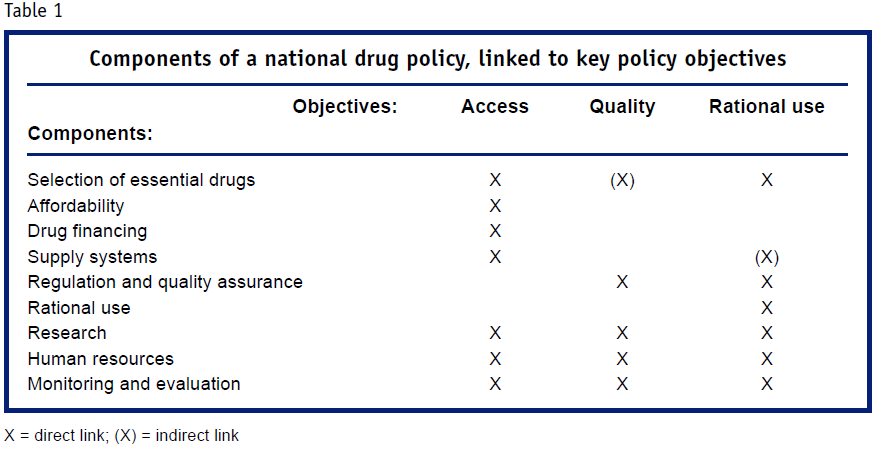 Table 1
Components of a national drug policy, linked to key policy objectives
Objectives: Access Quality Rational use
Components:
Selection of essential drugs X (X) X
Affordability X
Drug financing X
Supply systems X (X)
Regulation and quality assurance X X
Rational use X
Research X X X
Human resources X X X
Monitoring and evaluation X X X
X = direct link; (X) = indirect link